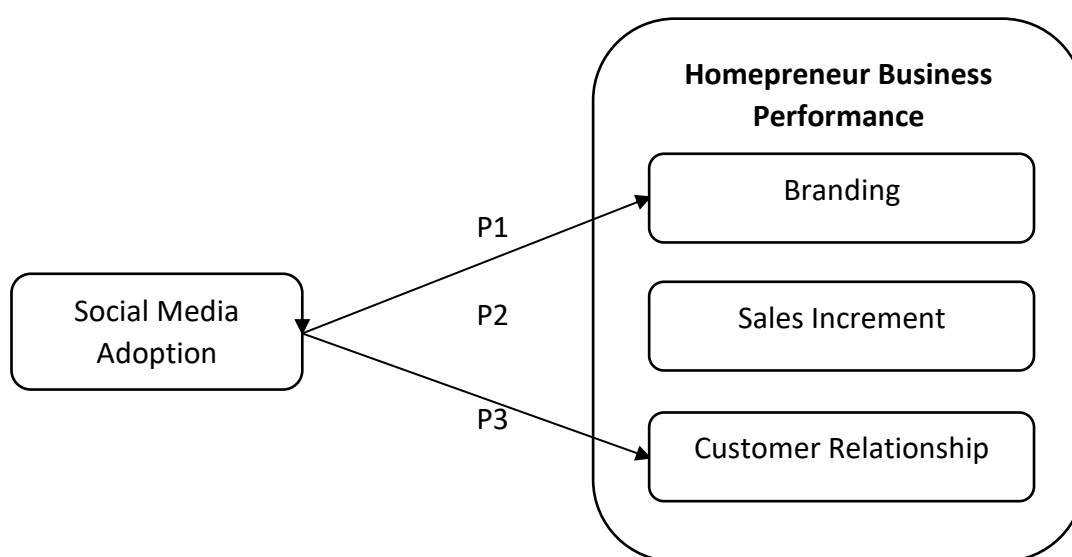 Homepreneur Business
Performance
Branding
P1
Social Media
Adoption
P2
Sales Increment
P3
Customer Relationship